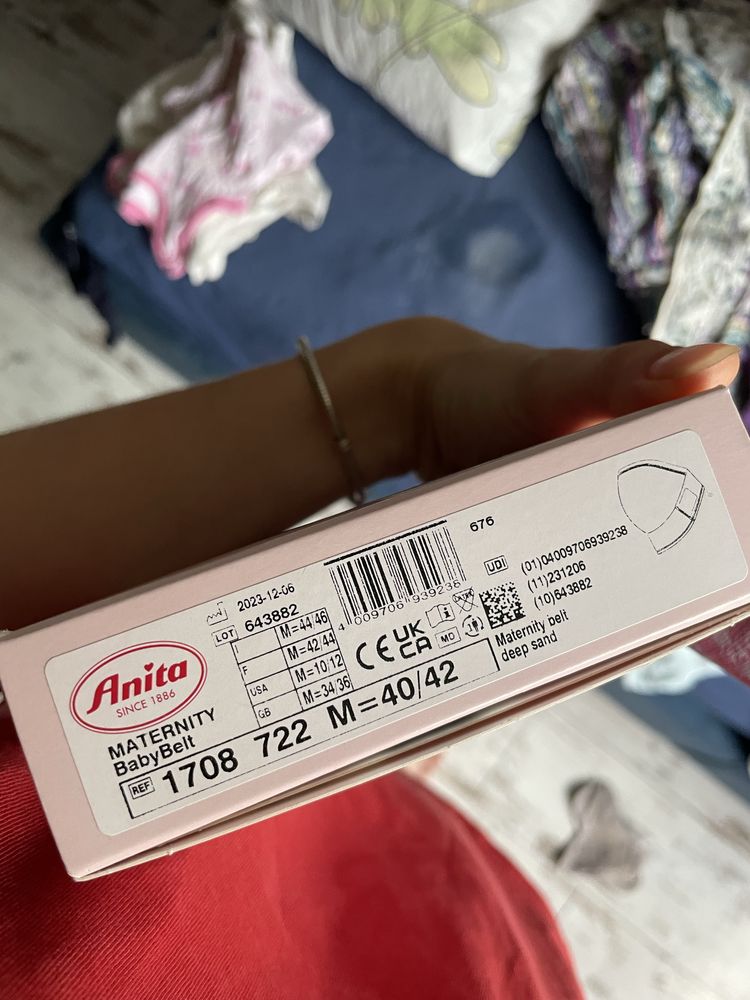 676
2023-12-06
LOT 643882
4 009706 939238
UDI
(01)04009706939238
(11)231206
(10)643882
M=44/46
F M=42/44
USA M=10/12
GB M=34/36
CE UK CA
MD
Maternity belt
deep sand
Anita
SINCE 1886
MATERNITY
BabyBelt
REF 1708 722 M=40/42